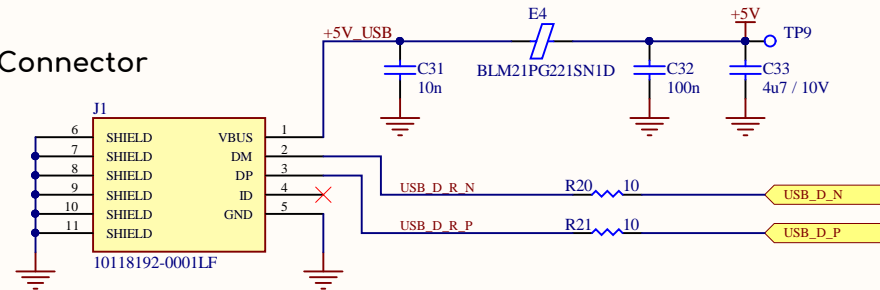 E4
+5V
+5V_USB
TP9
Connector
C31
BLM21PG221SN1D
C32
C33
10n
100n
4u7 / 10V
J1
6 SHIELD VBUS 1
7 SHIELD DM 2
8 SHIELD DP 3
9 SHIELD ID 4
10 SHIELD GND 5
11 SHIELD
USB_D_R_N R20 10 USB_D_N
USB_D_R_P R21 10 USB_D_P
10118192-0001LF